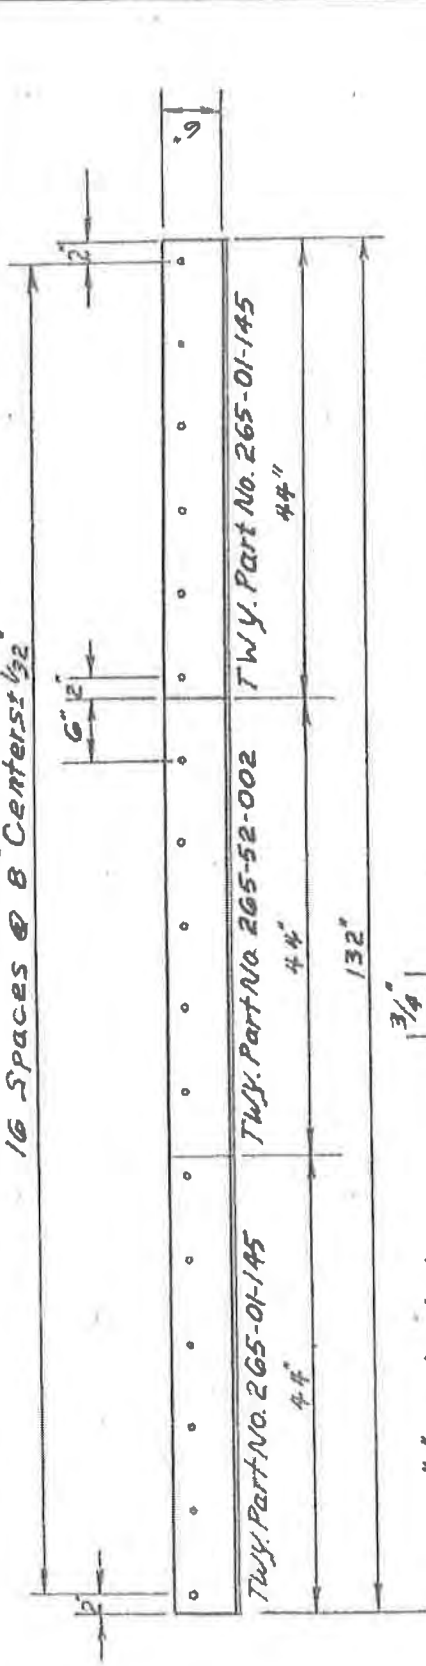 16 Spaces @ 8" Centers ± 1/32"
2"
6"
2"
2"
6"
TWY. Part No. 265-01-145
TWY. Part No. 265-52-002
TWY. Part No. 265-01-145
44"
44"
44"
132"
3/4"